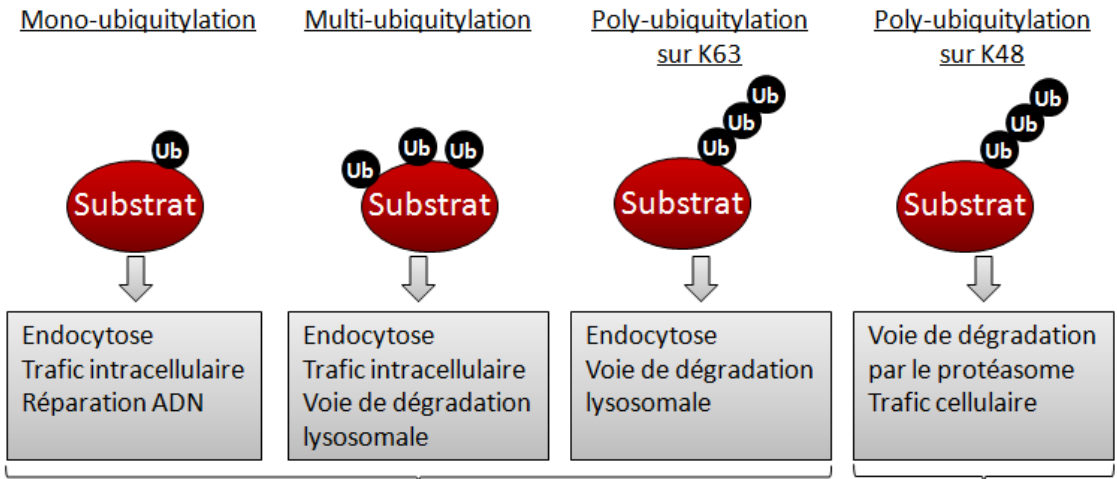 Mono-ubiquitylation
Multi-ubiquitylation
Poly-ubiquitylation
sur K63
Poly-ubiquitylation
sur K48
Ub
Substrat
Ub
Ub
Ub
Substrat
Ub
Ub
Ub
Substrat
Ub
Ub
Ub
Substrat
Endocytose
Trafic intracellulaire
Réparation ADN
Endocytose
Trafic intracellulaire
Voie de dégradation
lysosomale
Endocytose
Voie de dégradation
lysosomale
Voie de dégradation
par le protéasome
Trafic cellulaire